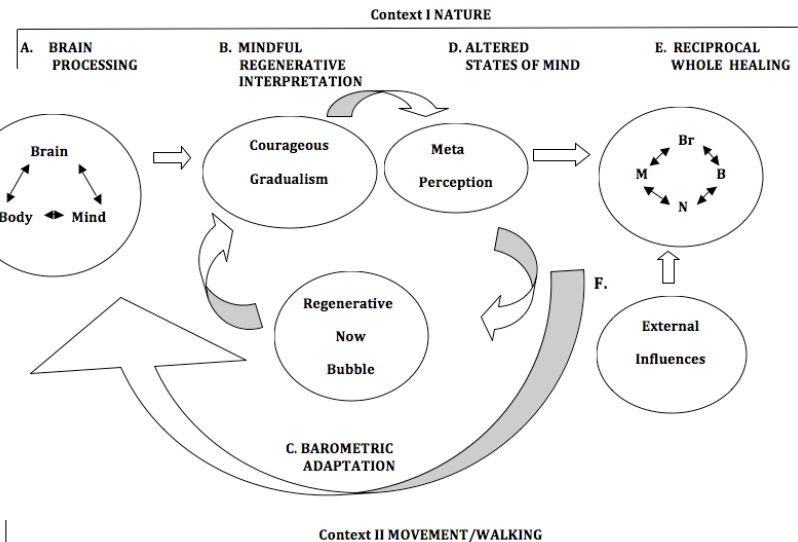 Context I NATURE
A. BRAIN
PROCESSING
B. MINDFUL
REGENERATIVE
INTERPRETATION
D. ALTERED
STATES OF MIND
E. RECIPROCAL
WHOLE HEALING
Brain
Body Mind
Courageous
Gradualism
Meta
Perception
Br
M B
N
Regenerative
Now
Bubble
F.
External
Influences
C. BAROMETRIC
ADAPTATION
Context II MOVEMENT/WALKING